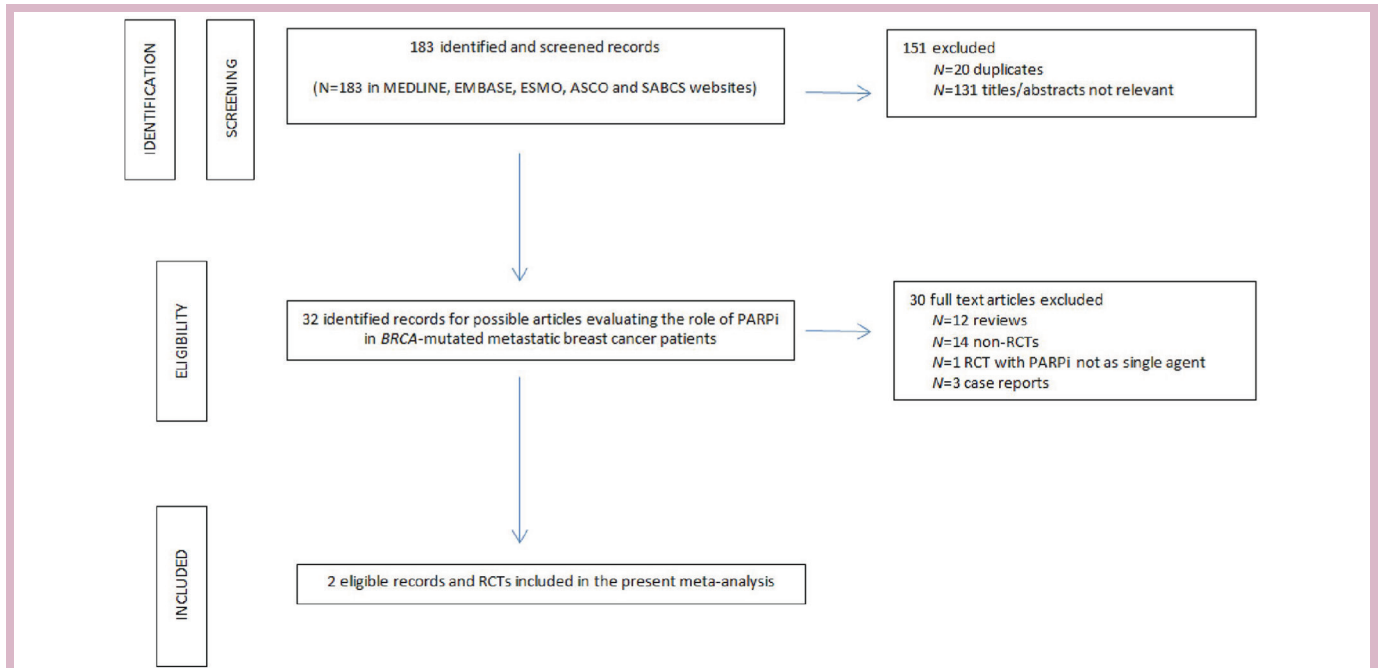 IDENTIFICATION
SCREENING
183 identified and screened records
(N=183 in MEDLINE, EMBASE, ESMO, ASCO and SABCS websites)
151 excluded
N=20 duplicates
N=131 titles/abstracts not relevant
ELIGIBILITY
32 identified records for possible articles evaluating the role of PARPi
in BRCA-mutated metastatic breast cancer patients
30 full text articles excluded
N=12 reviews
N=14 non-RCTs
N=1 RCT with PARPi not as single agent
N=3 case reports
INCLUDED
2 eligible records and RCTs included in the present meta-analysis